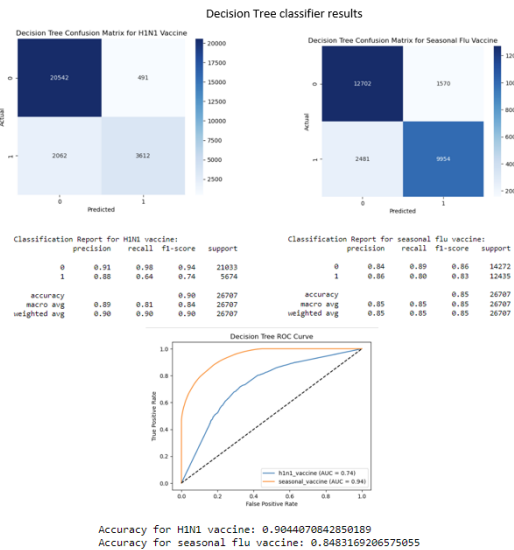 Decision Tree classifier results
Decision Tree Confusion Matrix for H1N1 Vaccine
20542 491
2062 3612
0
1
Actual
0 1
Predicted
20000
17500
15000
12500
10000
7500
5000
2500
Decision Tree Confusion Matrix for Seasonal Flu Vaccine
12702 1570
2481 9954
0
1
Actual
0 1
Predicted
Classification Report for H1N1 vaccine:
precision recall f1-score support
0 0.91 0.98 0.94 21033
1 0.88 0.64 0.74 5674
accuracy 0.90 26707
macro avg 0.89 0.81 0.84 26707
weighted avg 0.90 0.90 0.90 26707
Classification Report for seasonal flu vaccine:
precision recall f1-score support
0 0.84 0.89 0.86 14272
1 0.86 0.80 0.83 12435
accuracy 0.85 26707
macro avg 0.85 0.85 0.85 26707
weighted avg 0.85 0.85 0.85 26707
Decision Tree ROC Curve
1.0
0.8
0.6
0.4
0.2
0.0
True Positive Rate
h1n1_vaccine (AUC = 0.74)
seasonal_vaccine (AUC = 0.94)
0.0 0.2 0.4 0.6 0.8 1.0
False Positive Rate
Accuracy for H1N1 vaccine: 0.9044070842850189
Accuracy for seasonal flu vaccine: 0.8483169206575055